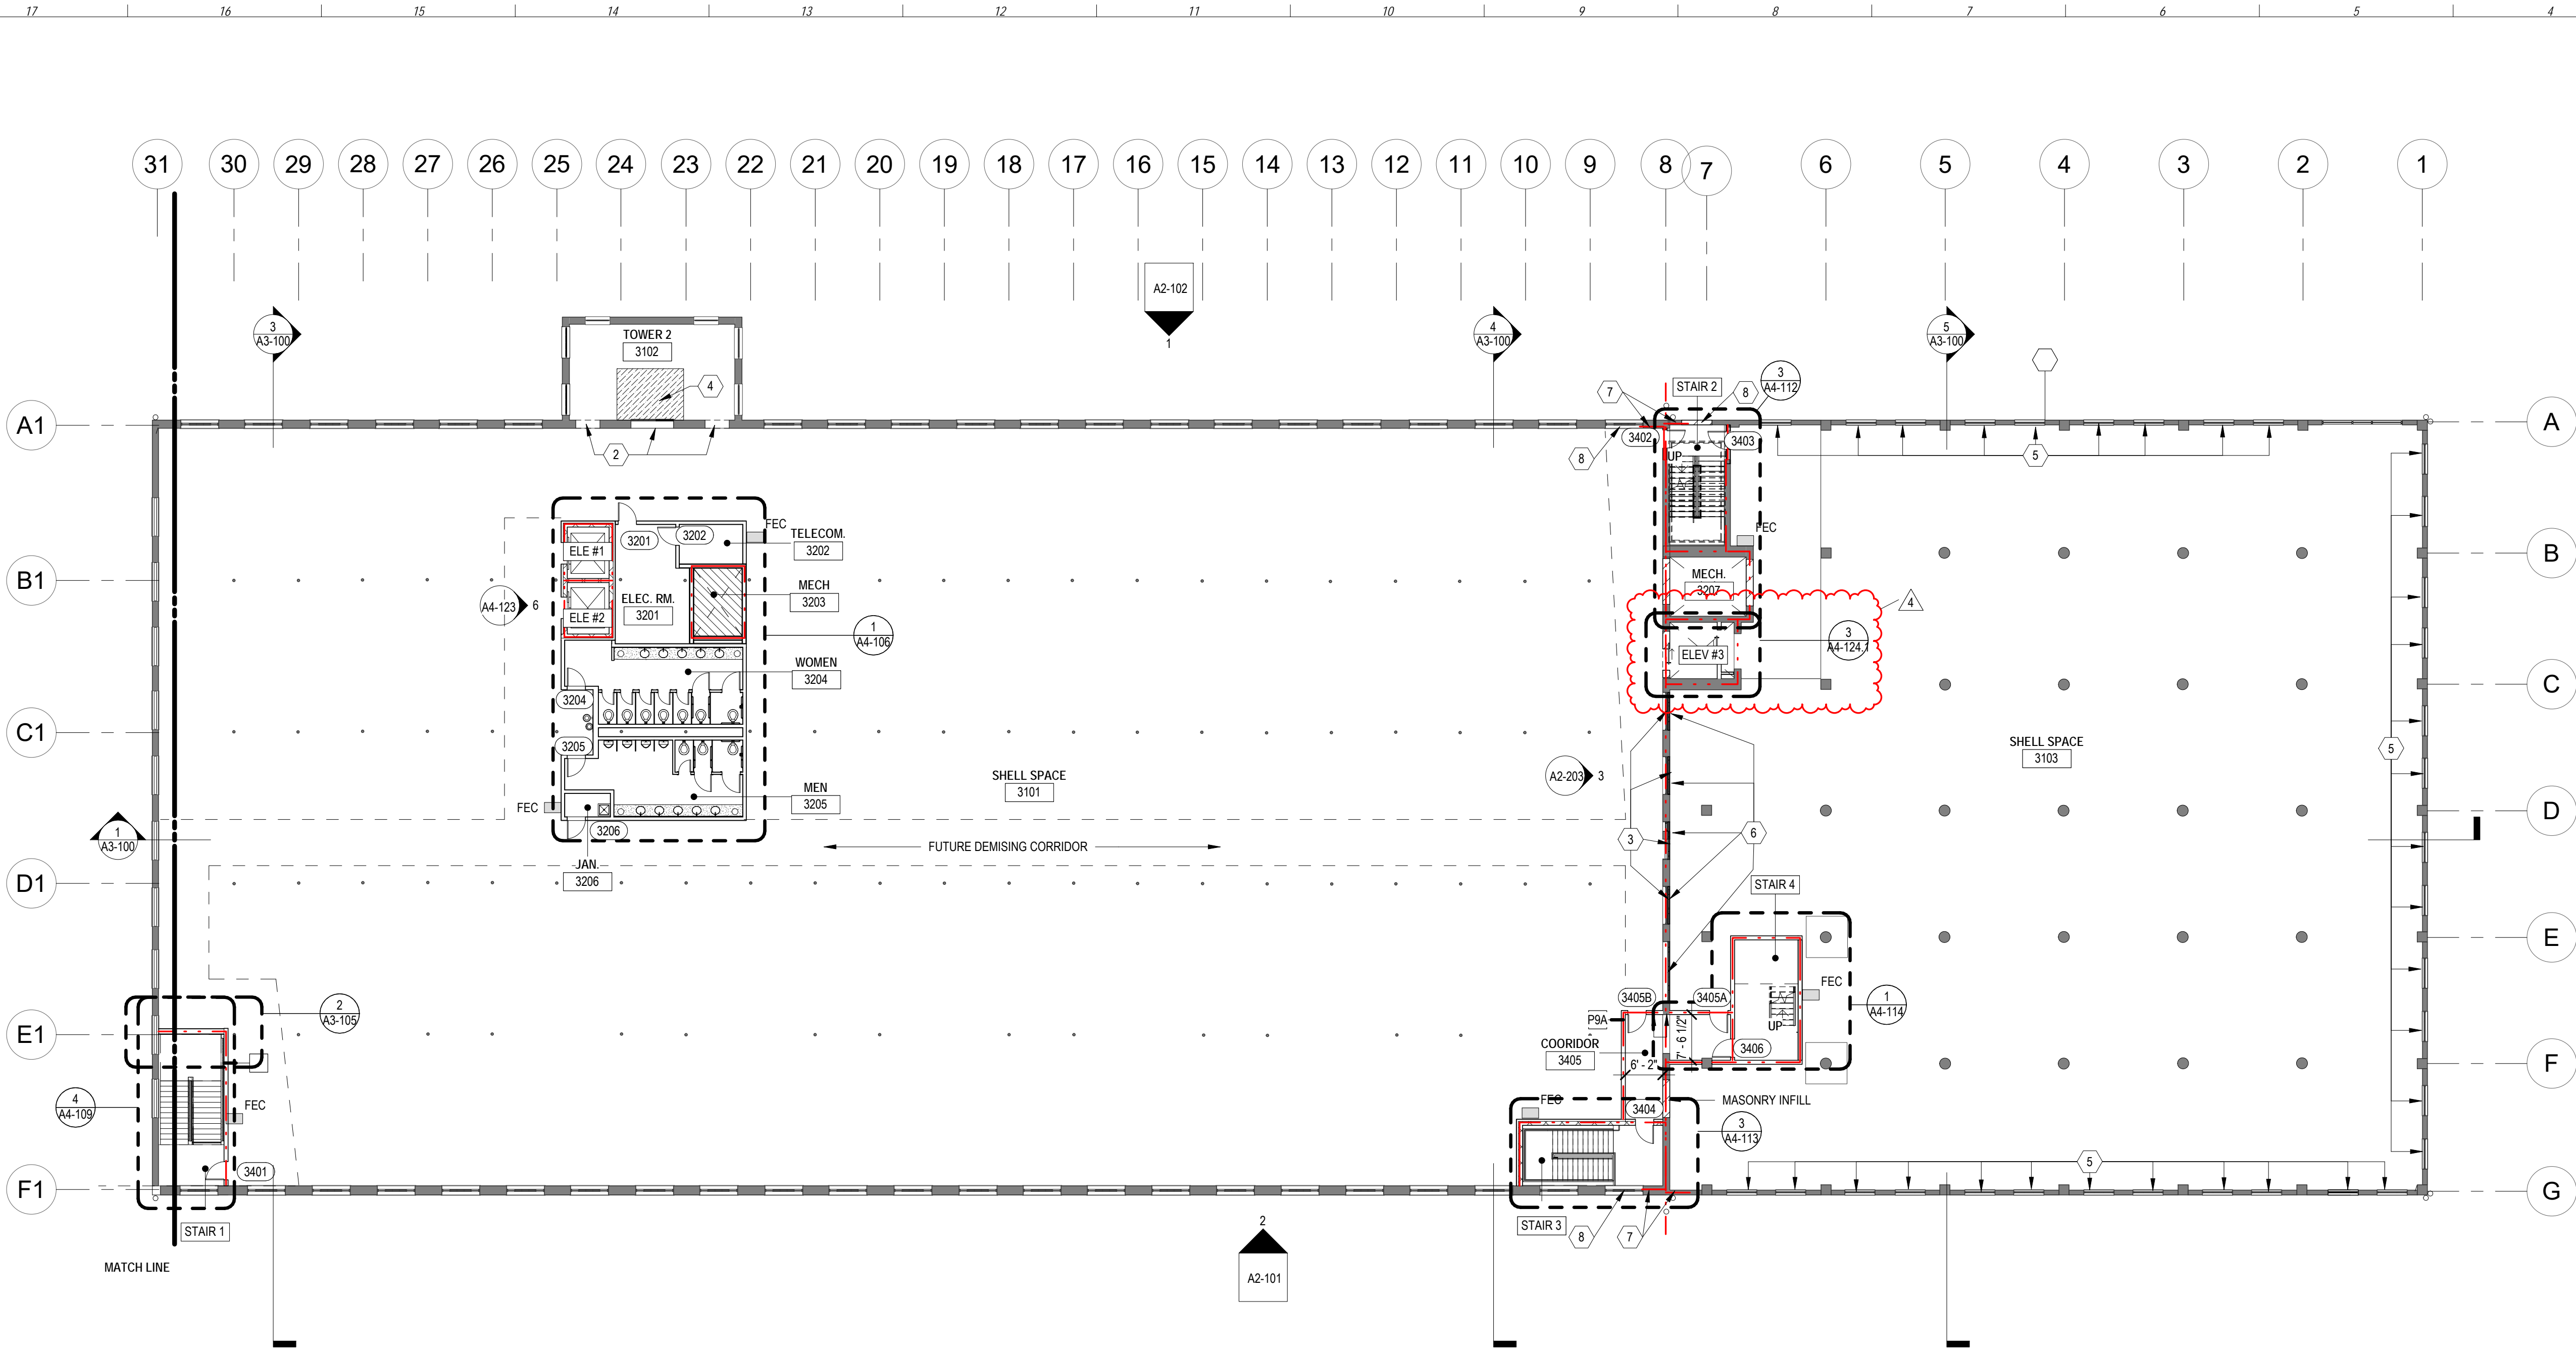 17 16 15 14 13 12 11 10 9 8 7 6 5 4
31 30 29 28 27 26 25 24 23 22 21 20 19 18 17 16 15 14 13 12 11 10 9 8 7 6 5 4 3 2 1
A2-102
1
3
A3-100
4
A3-100
5
A3-100
TOWER 2
3102
4
2
A1
A
7
STAIR 2
8
3
A4-112
3402
3403
8
UP
5
FEC
ELE #1
3201
3202
TELECOM.
3202
FEC
B
B1
MECH
3203
MECH.
3207
4
A4-123
6
ELEC. RM.
3201
ELE #2
1
A4-106
3
A4-124.1
ELEV #3
WOMEN
3204
3204
C
C1
3205
SHELL SPACE
3103
5
SHELL SPACE
3101
A2-203
3
MEN
3205
FEC
D
3206
1
A3-100
3
6
FUTURE DEMISING CORRIDOR
JAN.
3206
D1
STAIR 4
E
FEC
2
A3-105
3405B
3405A
1
A4-114
P9A
E1
7' - 6 1/2"
UP
COORIDOR
3405
3406
6' - 2"
F
4
A4-109
FEC
FEC
3404
MASONRY INFILL
3
A4-113
3401
5
F1
G
STAIR 1
2
STAIR 3
8
7
MATCH LINE
A2-101